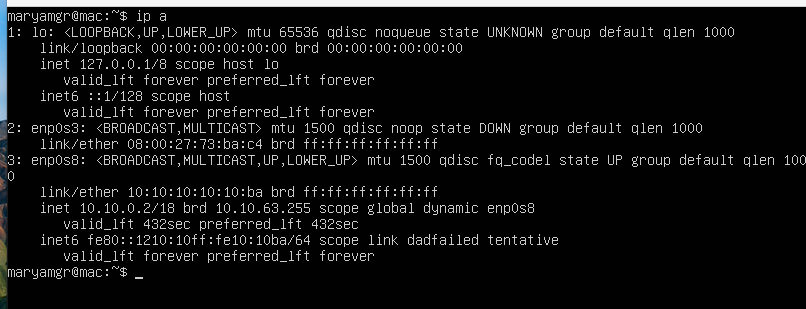 maryamgr@mac:~$ ip a
1: lo: <LOOPBACK,UP,LOWER_UP> mtu 65536 qdisc noqueue state UNKNOWN group default qlen 1000
    link/loopback 00:00:00:00:00:00 brd 00:00:00:00:00:00
    inet 127.0.0.1/8 scope host lo
       valid_lft forever preferred_lft forever
    inet6 ::1/128 scope host
       valid_lft forever preferred_lft forever
2: enp0s3: <BROADCAST,MULTICAST> mtu 1500 qdisc noop state DOWN group default qlen 1000
    link/ether 08:00:27:73:ba:c4 brd ff:ff:ff:ff:ff:ff
3: enp0s8: <BROADCAST,MULTICAST,UP,LOWER_UP> mtu 1500 qdisc fq_codel state UP group default qlen 100
0
    link/ether 10:10:10:10:10:ba brd ff:ff:ff:ff:ff:ff
    inet 10.10.0.2/18 brd 10.10.63.255 scope global dynamic enp0s8
       valid_lft 432sec preferred_lft 432sec
    inet6 fe80::1210:10ff:fe10:10ba/64 scope link dadfailed tentative
       valid_lft forever preferred_lft forever
maryamgr@mac:~$ _